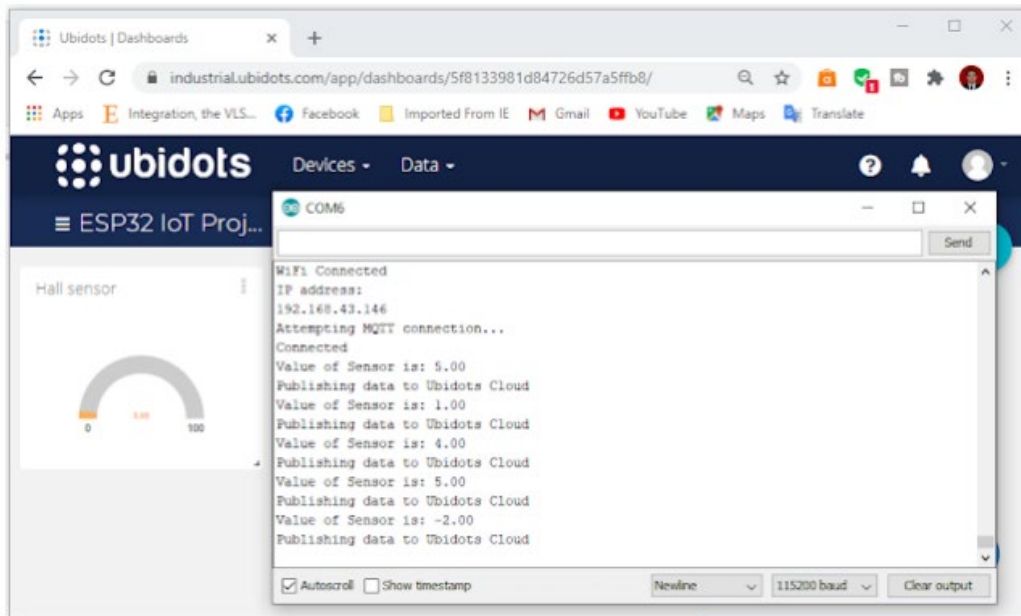 Ubidots | Dashboards
industrial.ubidots.com/app/dashboards/5f8133981d84726d57a5ffb8/
Apps Integration, the VLS... Facebook Imported From IE Gmail YouTube Maps Translate
ubidots Devices Data
ESP32 IoT Proj...
COM6
Send
Hall sensor
0 100
WiFi Connected
IP address:
192.168.43.146
Attempting MQTT connection...
Connected
Value of Sensor is: 5.00
Publishing data to Ubidots Cloud
Value of Sensor is: 1.00
Publishing data to Ubidots Cloud
Value of Sensor is: 4.00
Publishing data to Ubidots Cloud
Value of Sensor is: 5.00
Publishing data to Ubidots Cloud
Value of Sensor is: -2.00
Publishing data to Ubidots Cloud
Autoscroll Show timestamp Newline 115200 baud Clear output